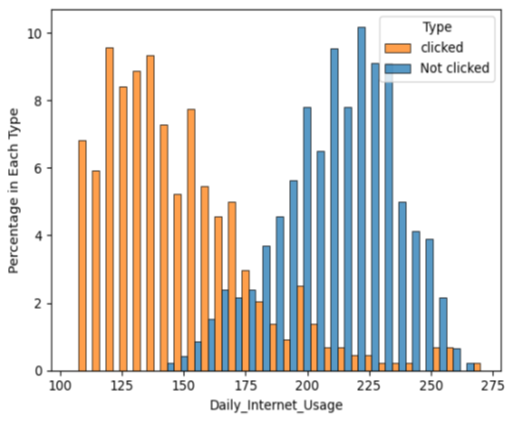 Type
clicked
Not clicked
Percentage in Each Type
10
8
6
4
2
0
100 125 150 175 200 225 250 275
Daily_Internet_Usage